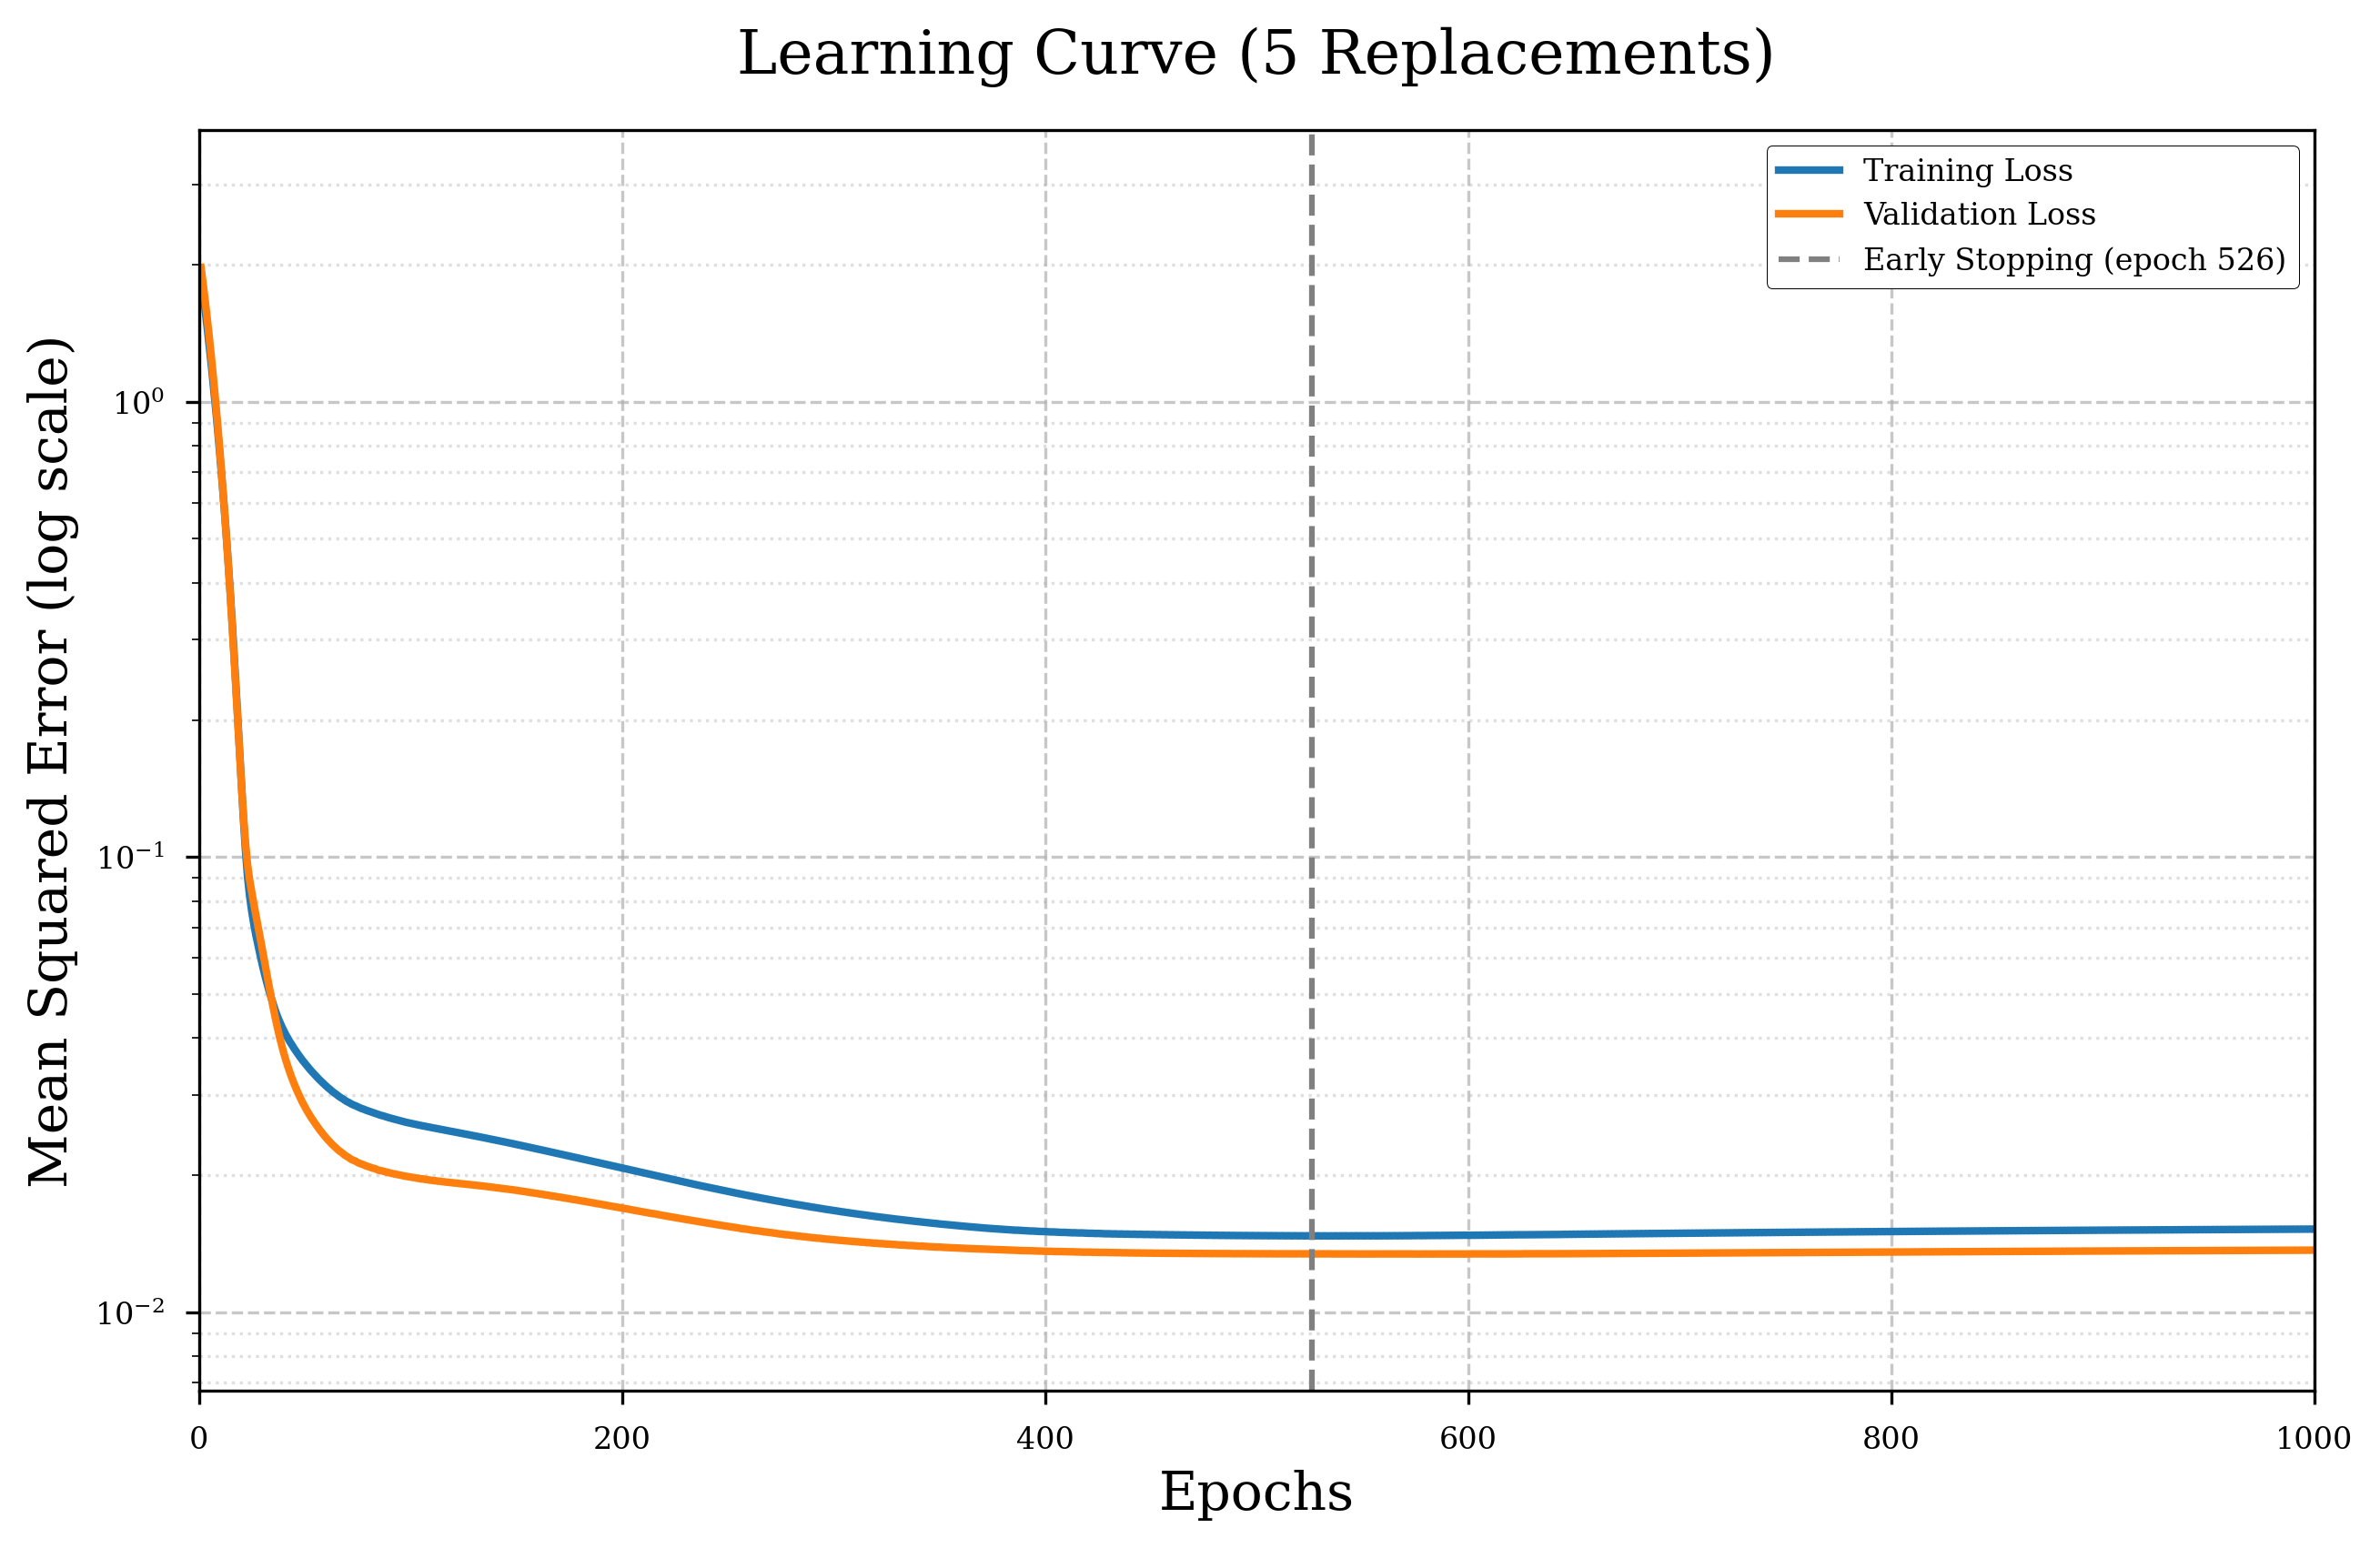 Learning Curve (5 Replacements)
Training Loss
Validation Loss
Early Stopping (epoch 526)
Mean Squared Error (log scale)
10⁰
10⁻¹
10⁻²
0 200 400 600 800 1000
Epochs